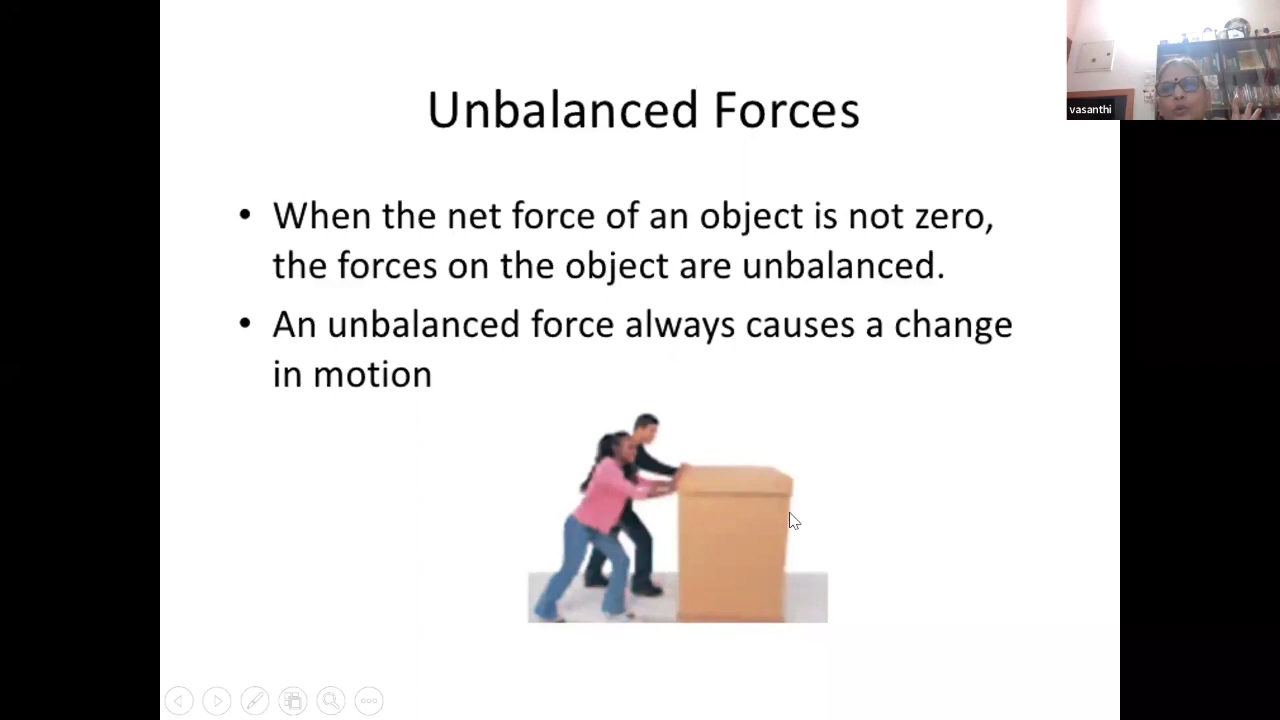 Unbalanced Forces
• When the net force of an object is not zero,
the forces on the object are unbalanced.
• An unbalanced force always causes a change
in motion
vasanthi